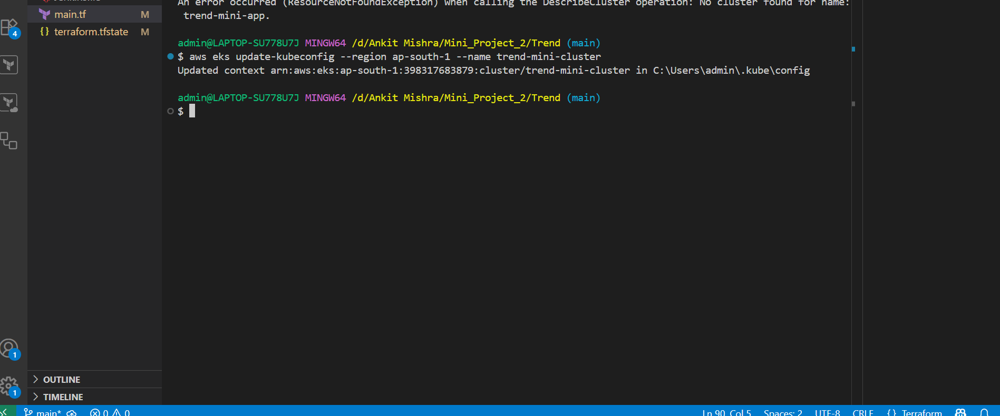 An error occurred (ResourceNotFoundException) when calling the DescribeCluster operation: No cluster found for name:
trend-mini-app.
main.tf M
terraform.tfstate M
admin@LAPTOP-SU778U7J MINGW64 /d/Ankit Mishra/Mini_Project_2/Trend (main)
$ aws eks update-kubeconfig --region ap-south-1 --name trend-mini-cluster
Updated context arn:aws:eks:ap-south-1:398317683879:cluster/trend-mini-cluster in C:\Users\admin\.kube\config
admin@LAPTOP-SU778U7J MINGW64 /d/Ankit Mishra/Mini_Project_2/Trend (main)
$
4
1
1
OUTLINE
TIMELINE
main* 0 0 Ln 90, Col 5 Spaces: 2 UTF-8 CRLF {} Terraform